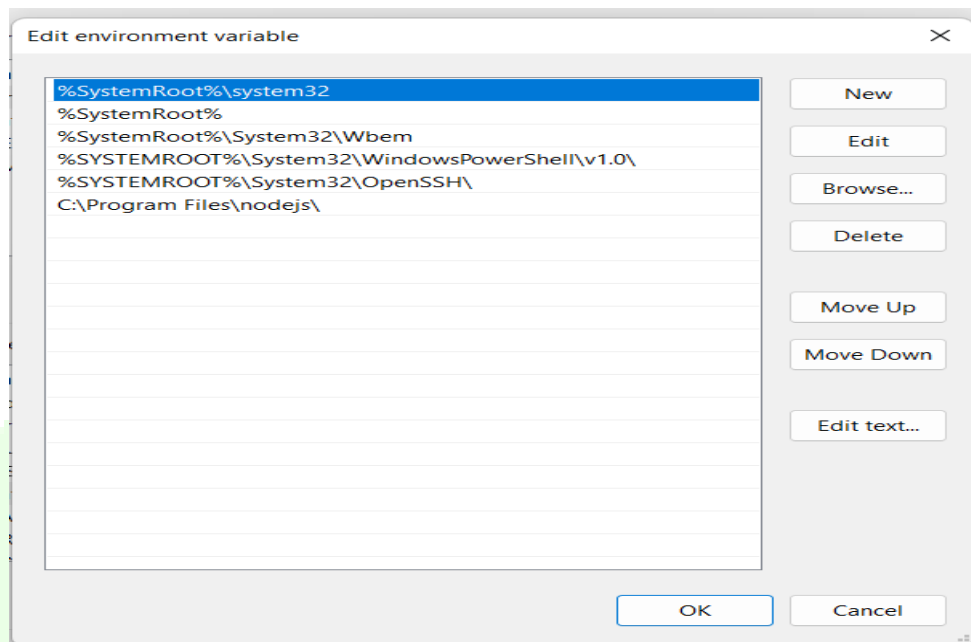 Edit environment variable
%SystemRoot%\system32
%SystemRoot%
%SystemRoot%\System32\Wbem
%SYSTEMROOT%\System32\WindowsPowerShell\v1.0\
%SYSTEMROOT%\System32\OpenSSH\
C:\Program Files\nodejs\
New
Edit
Browse...
Delete
Move Up
Move Down
Edit text...
OK
Cancel